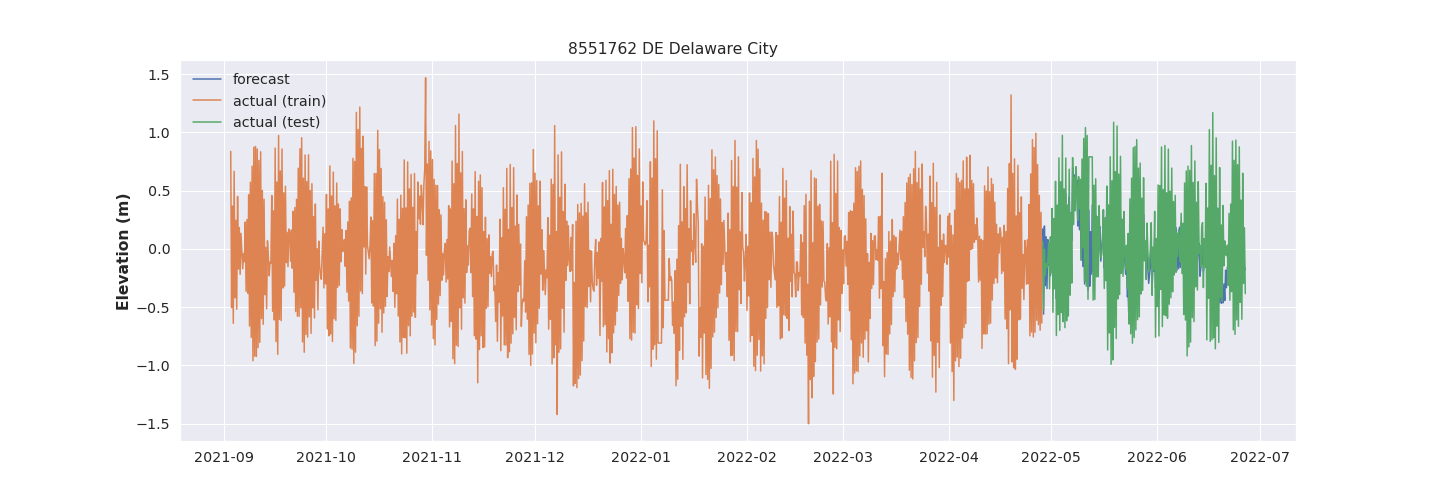 8551762 DE Delaware City
forecast
actual (train)
actual (test)
Elevation (m)
1.5
1.0
0.5
0.0
−0.5
−1.0
−1.5
2021-09 2021-10 2021-11 2021-12 2022-01 2022-02 2022-03 2022-04 2022-05 2022-06 2022-07